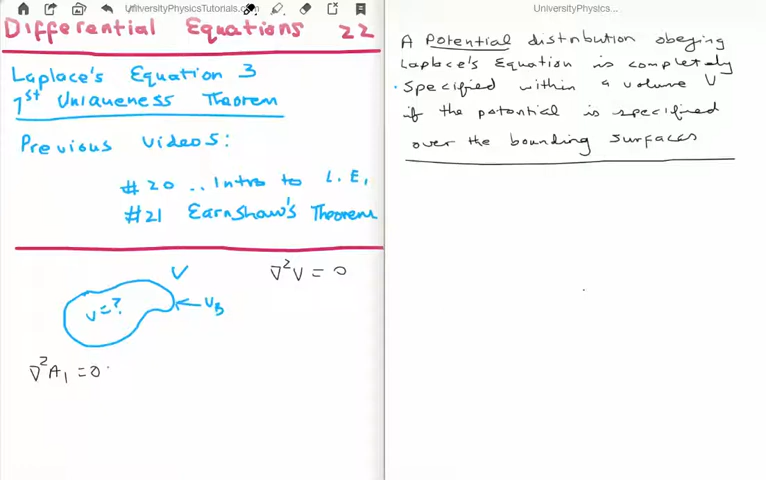 UniversityPhysicsTutorials.com
Differential Equations 22
Laplace's Equation 3
1st Uniqueness Theorem
Previous videos:
#20 .. Intro to L.E.
#21 Earnshaw's Theorem
V
∇²V = 0
V=?
VB
∇²A₁ = 0
UniversityPhysics...
A Potential distribution obeying
Laplace's Equation is completely
specified within a volume V
if the potential is specified
over the bounding surfaces